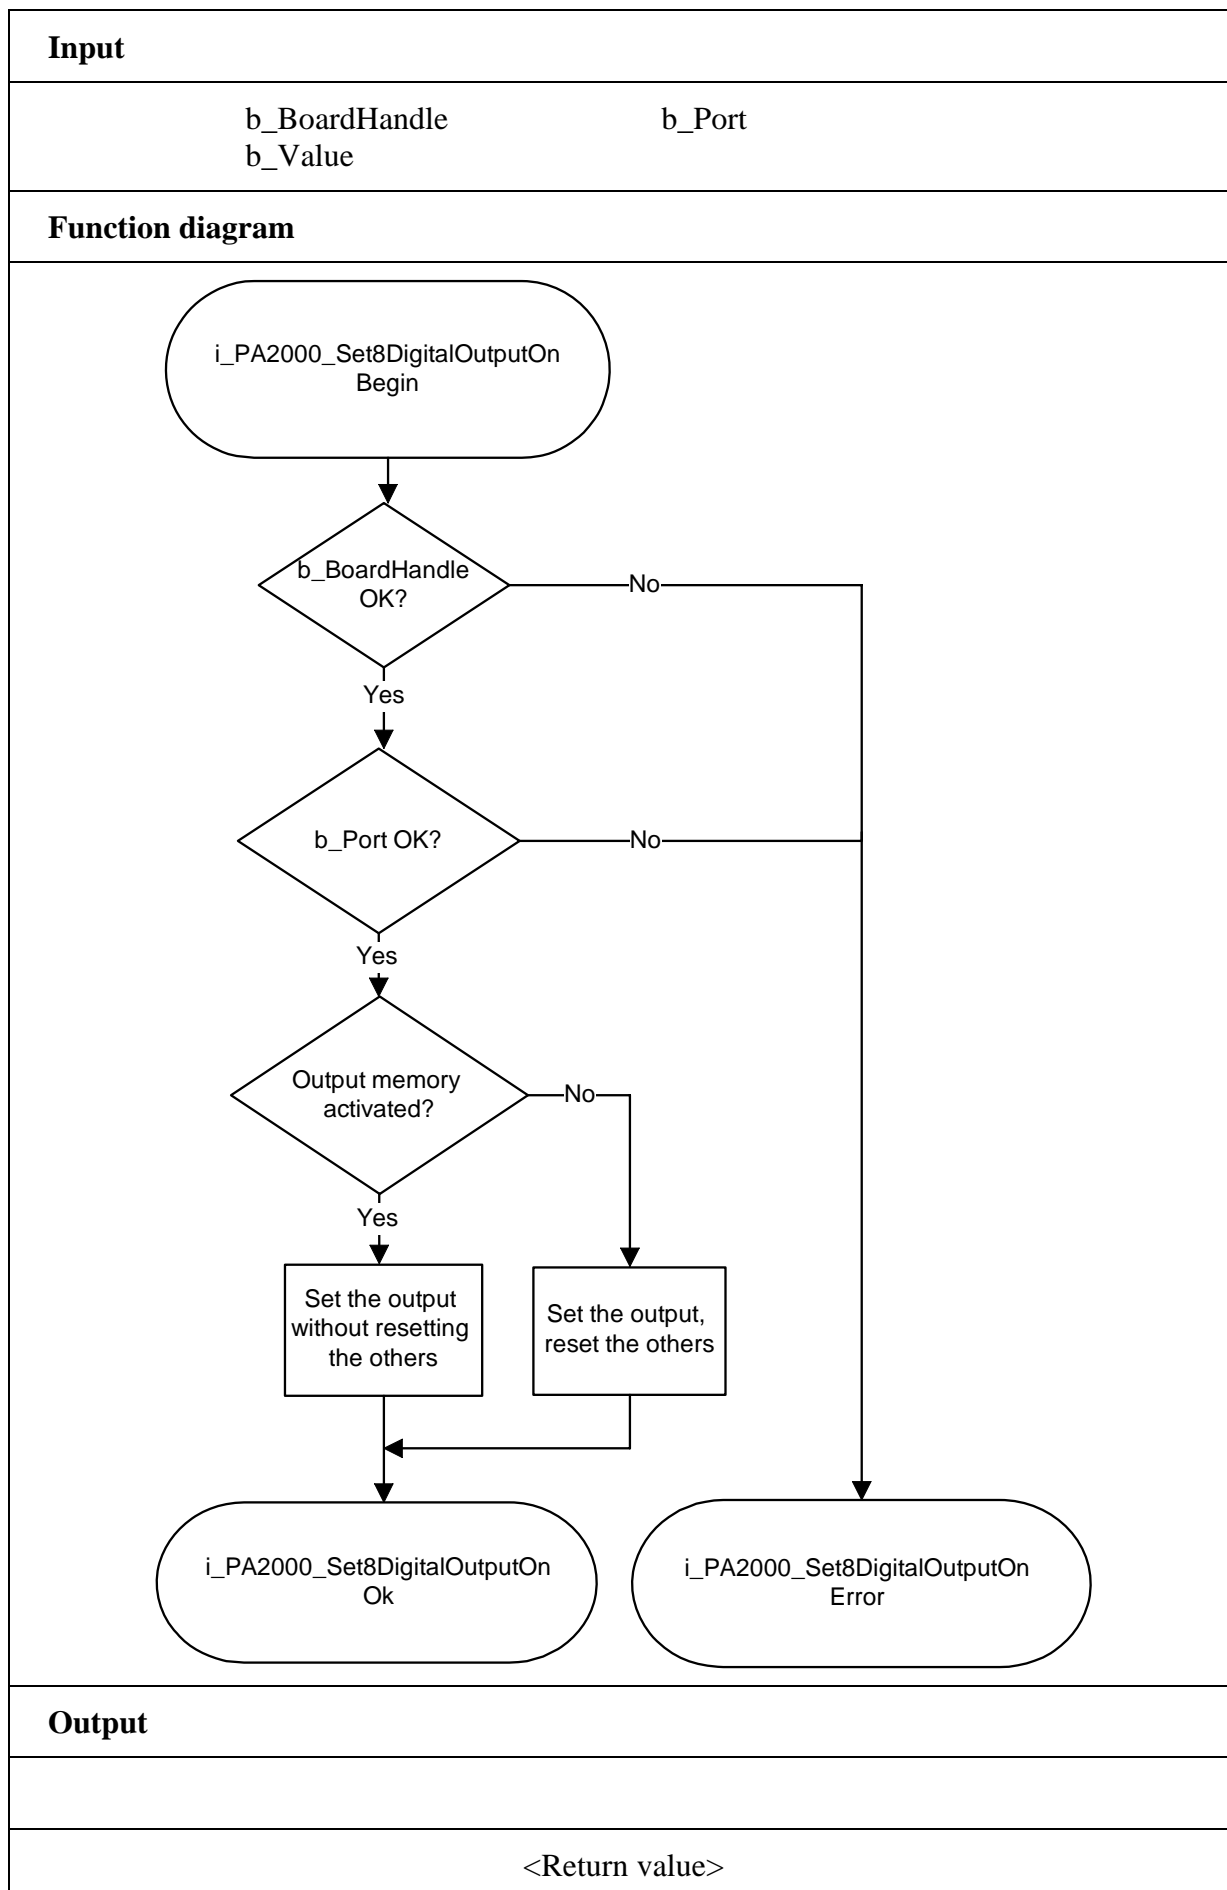 Input
b_BoardHandle b_Port
b_Value
Function diagram
i_PA2000_Set8DigitalOutputOn
Begin
b_BoardHandle
OK?
No
Yes
b_Port OK?
No
Yes
Output memory
activated?
No
Yes
Set the output
without resetting
the others
Set the output,
reset the others
i_PA2000_Set8DigitalOutputOn
Ok
i_PA2000_Set8DigitalOutputOn
Error
Output
<Return value>